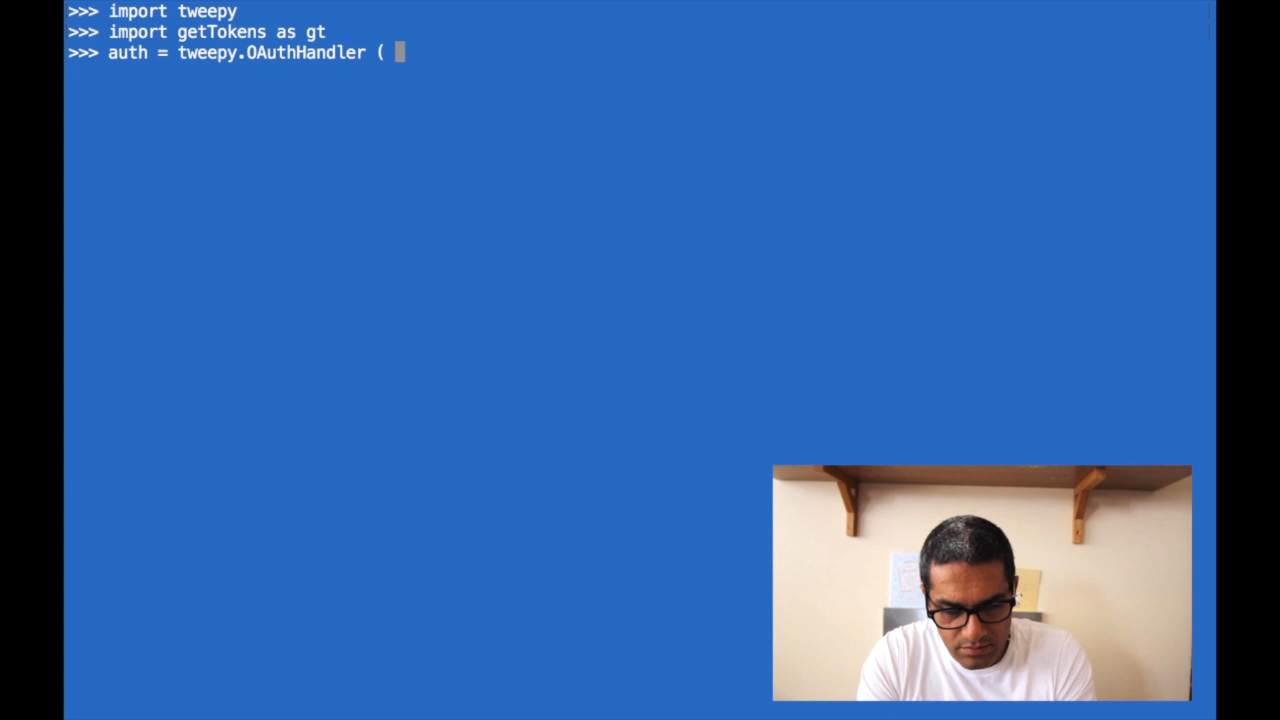 >>> import tweepy
>>> import getTokens as gt
>>> auth = tweepy.OAuthHandler (